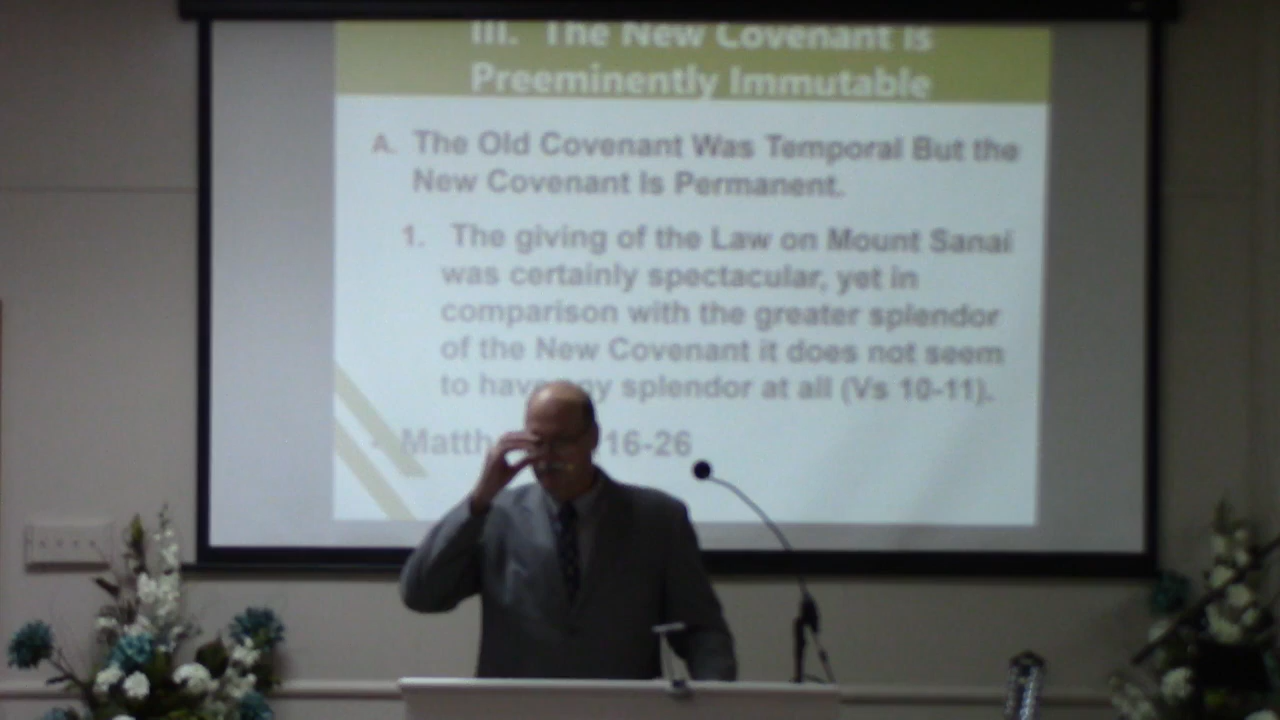 III. The New Covenant Is
Preeminently Immutable
A. The Old Covenant Was Temporal But the
New Covenant Is Permanent.
1. The giving of the Law on Mount Sanai
was certainly spectacular, yet in
comparison with the greater splendor
of the New Covenant it does not seem
to have any splendor at all (Vs 10-11).
16-26